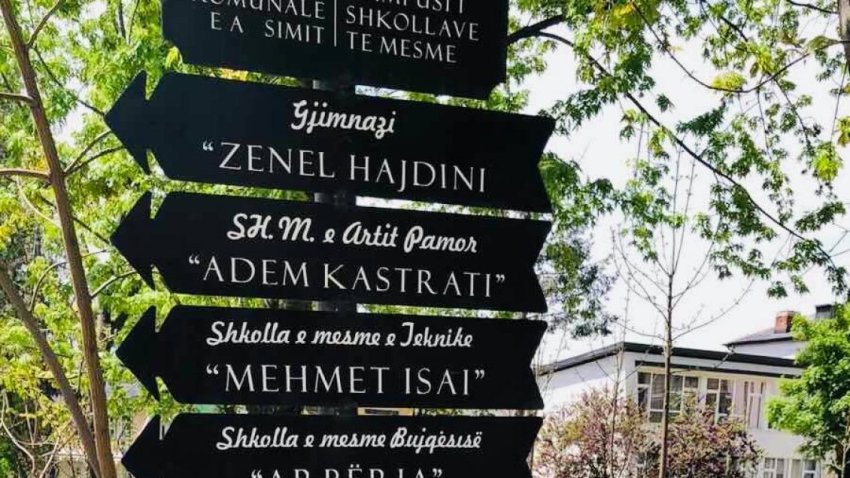 KOMUNALE
E A SIMIT
SHKOLLAVE
TE MESME
Gjimnazi
"ZENEL HAJDINI
SH. M. e Artit Pamor
"ADEM KASTRATI"
Shkolla e mesme e Teknike
"MEHMET ISAI"
Shkolla e mesme Bujqësisë